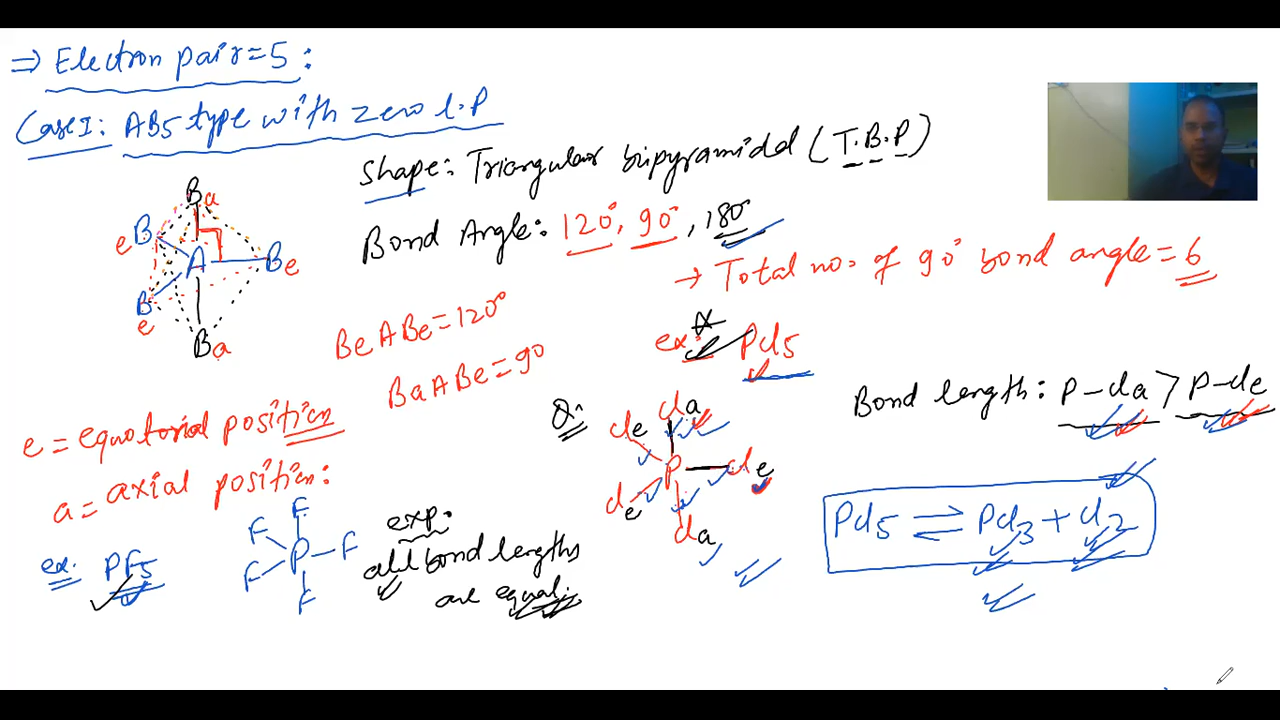 ⇒ Electron pair = 5 :
Case I: AB5 type with zero l.P
Shape: Triangular bipyramidal (T.B.P)
Bond Angle: 120°, 90°, 180°
→ Total no. of 90° bond angle = 6
Ba
e B
A
Be
B
e
Ba
BeABe = 120°
BaABe = 90
ex: PCl5
Bond length: P-Cla > P-Cle
e = equotorial position
a = axial position:
Q:
Cla
Cle
P
Cle
Cle
Cla
PCl5 ⇌ PCl3 + Cl2
ex. PF5
F
F
P
F
F
F
exp:
all bond lengths
are equal.